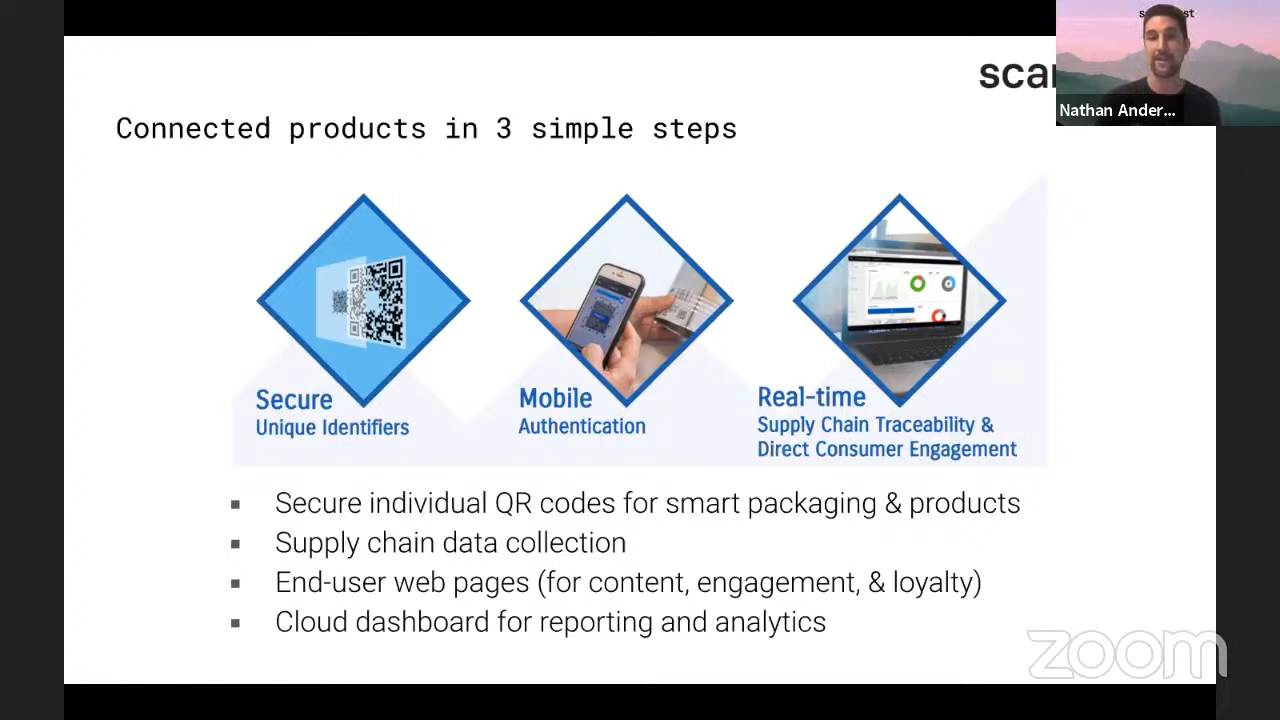 scan
Nathan Ander...
Connected products in 3 simple steps
Secure
Unique Identifiers
Mobile
Authentication
Real-time
Supply Chain Traceability &
Direct Consumer Engagement
▪ Secure individual QR codes for smart packaging & products
▪ Supply chain data collection
▪ End-user web pages (for content, engagement, & loyalty)
▪ Cloud dashboard for reporting and analytics
zoom